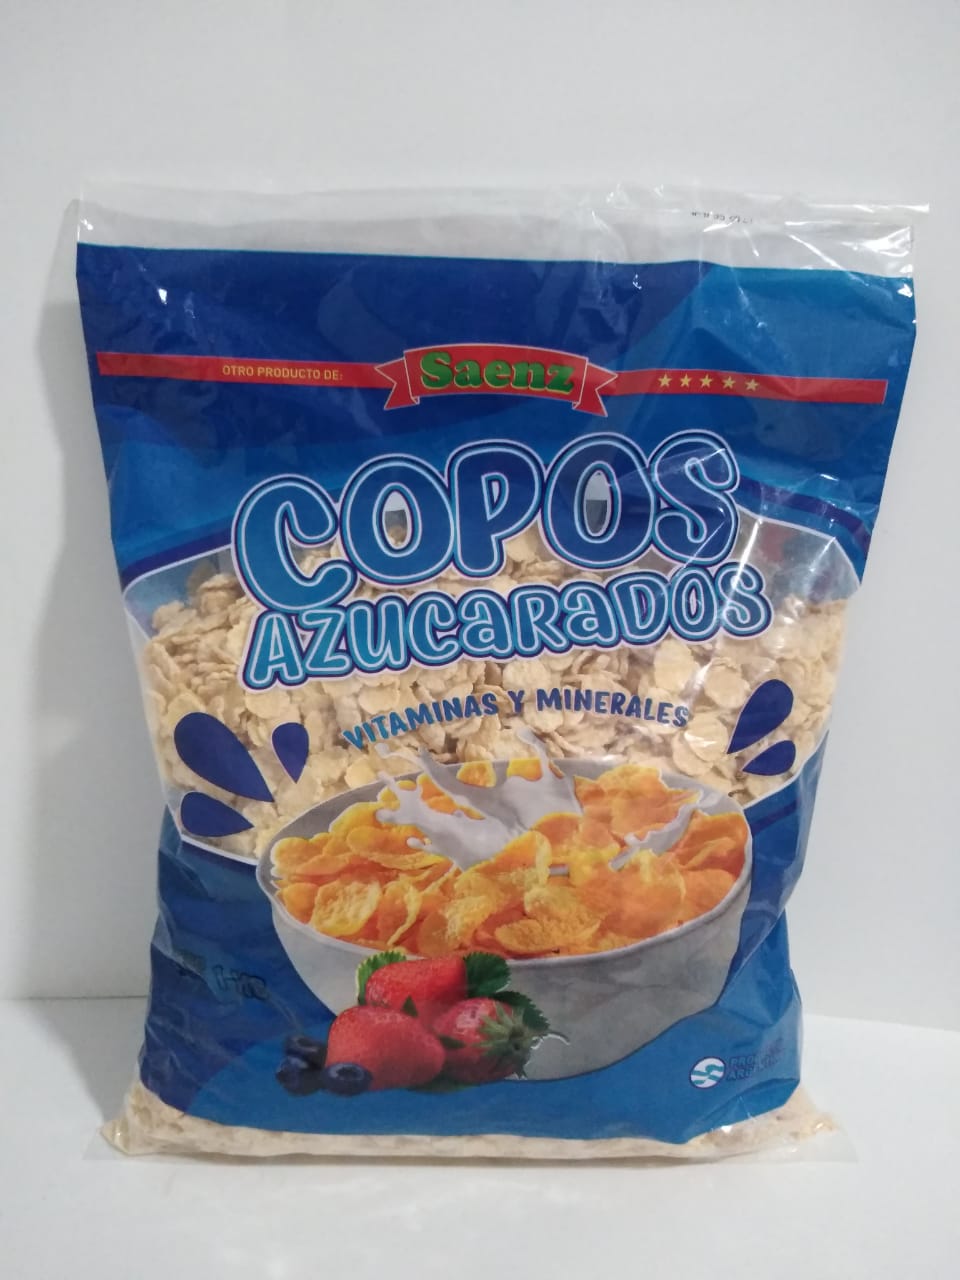 OTRO PRODUCTO DE:
Saenz
COPOS
AZUCARADOS
VITAMINAS Y MINERALES